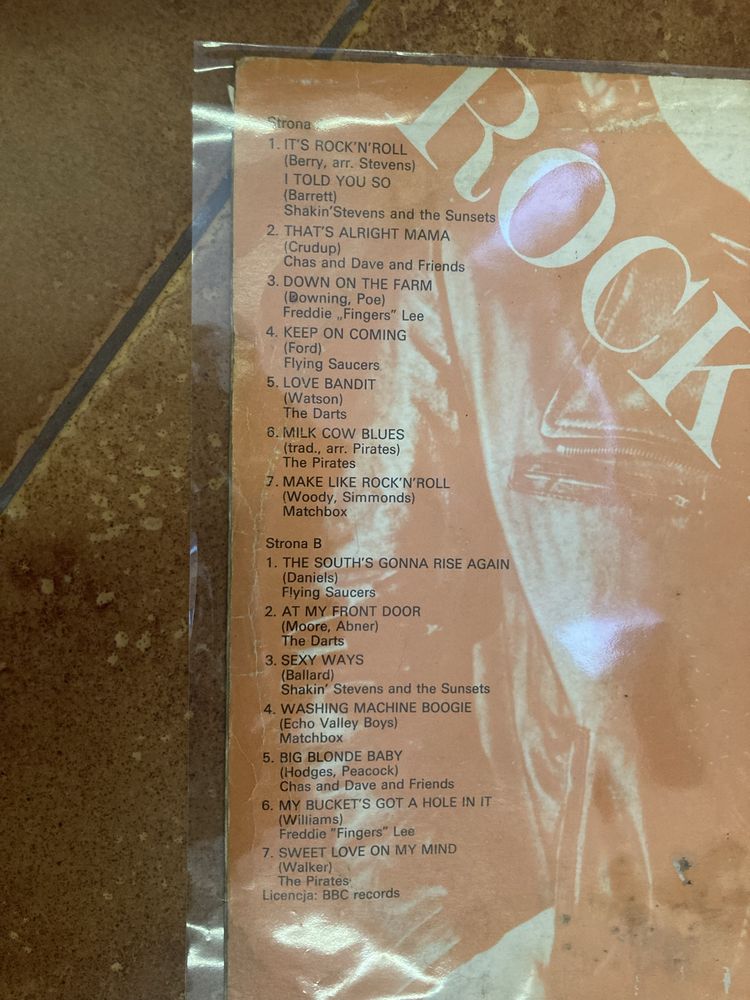 ROCK
Strona
1. IT'S ROCK'N'ROLL
(Berry, arr. Stevens)
I TOLD YOU SO
(Barrett)
Shakin'Stevens and the Sunsets
2. THAT'S ALRIGHT MAMA
(Crudup)
Chas and Dave and Friends
3. DOWN ON THE FARM
(Downing, Poe)
Freddie „Fingers" Lee
4. KEEP ON COMING
(Ford)
Flying Saucers
5. LOVE BANDIT
(Watson)
The Darts
6. MILK COW BLUES
(trad., arr. Pirates)
The Pirates
7. MAKE LIKE ROCK'N'ROLL
(Woody, Simmonds)
Matchbox
Strona B
1. THE SOUTH'S GONNA RISE AGAIN
(Daniels)
Flying Saucers
2. AT MY FRONT DOOR
(Moore, Abner)
The Darts
3. SEXY WAYS
(Ballard)
Shakin' Stevens and the Sunsets
4. WASHING MACHINE BOOGIE
(Echo Valley Boys)
Matchbox
5. BIG BLONDE BABY
(Hodges, Peacock)
Chas and Dave and Friends
6. MY BUCKET'S GOT A HOLE IN IT
(Williams)
Freddie "Fingers" Lee
7. SWEET LOVE ON MY MIND
(Walker)
The Pirates
Licencja: BBC records